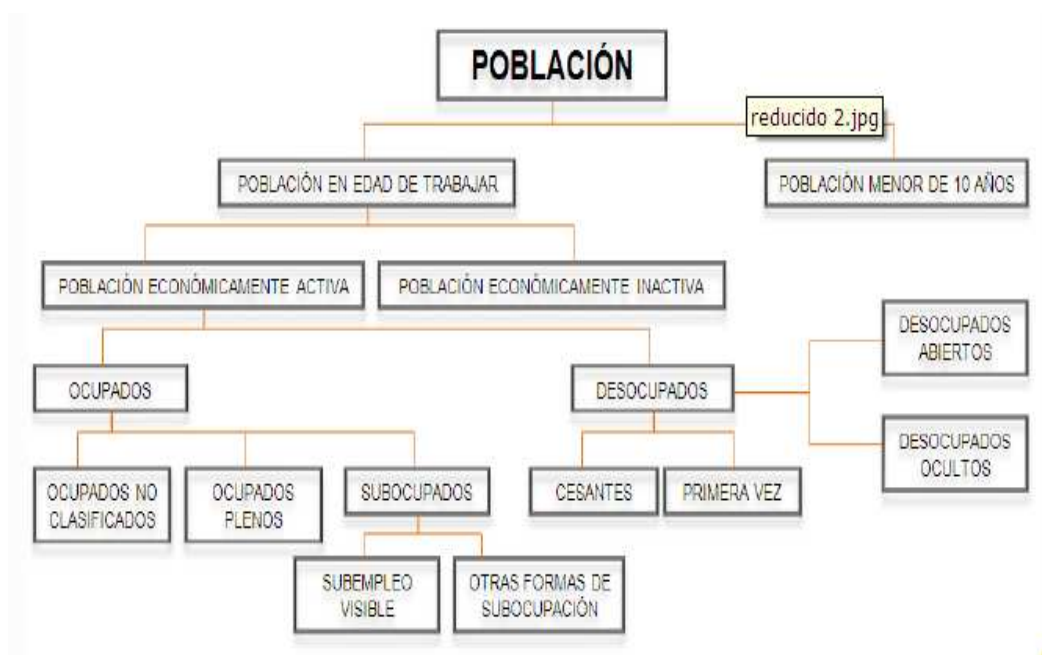 POBLACIÓN
reducido 2.jpg
POBLACIÓN EN EDAD DE TRABAJAR
POBLACIÓN MENOR DE 10 AÑOS
POBLACIÓN ECONÓMICAMENTE ACTIVA
POBLACIÓN ECONÓMICAMENTE INACTIVA
DESOCUPADOS
ABIERTOS
OCUPADOS
DESOCUPADOS
DESOCUPADOS
OCULTOS
OCUPADOS NO
CLASIFICADOS
OCUPADOS
PLENOS
SUBOCUPADOS
CESANTES
PRIMERA VEZ
SUBEMPLEO
VISIBLE
OTRAS FORMAS DE
SUBOCUPACIÓN